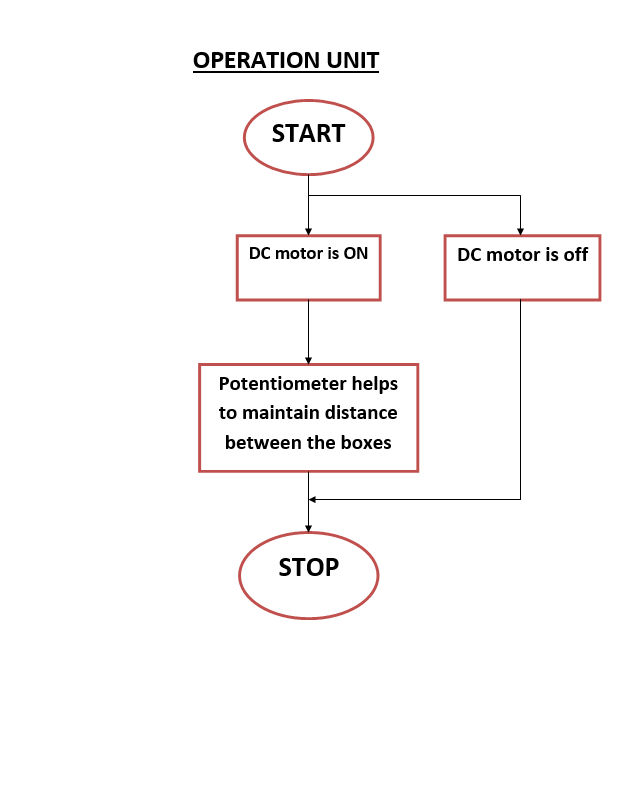 OPERATION UNIT
START
DC motor is ON
DC motor is off
Potentiometer helps
to maintain distance
between the boxes
STOP